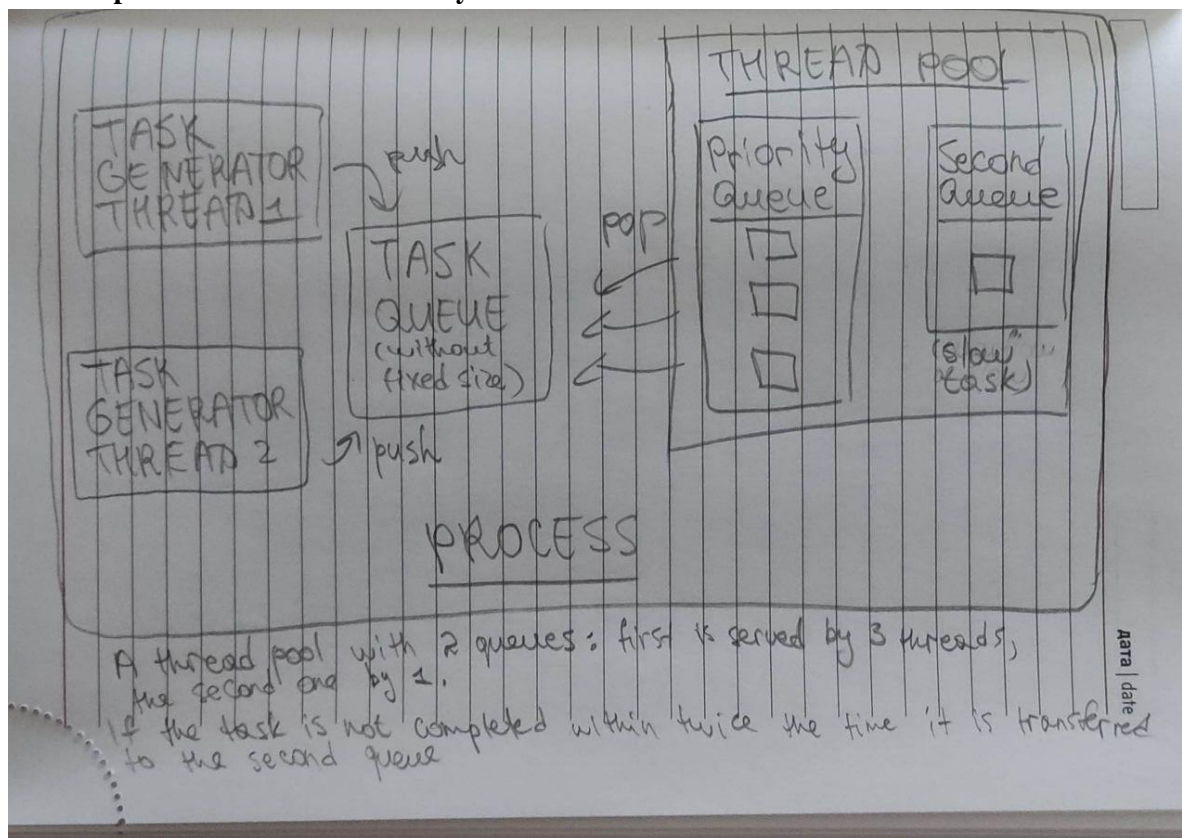 TASK
GENERATOR
THREAD 1
push
TASK
QUEUE
(without
fixed size)
TASK
GENERATOR
THREAD 2
push
pop
THREAD POOL
Priority
Queue
Second
Queue
("slow"
task)
PROCESS
A thread pool with 2 queues: first is served by 3 threads,
the second one by 1.
If the task is not completed within twice the time it is transferred
to the second queue
дата | date